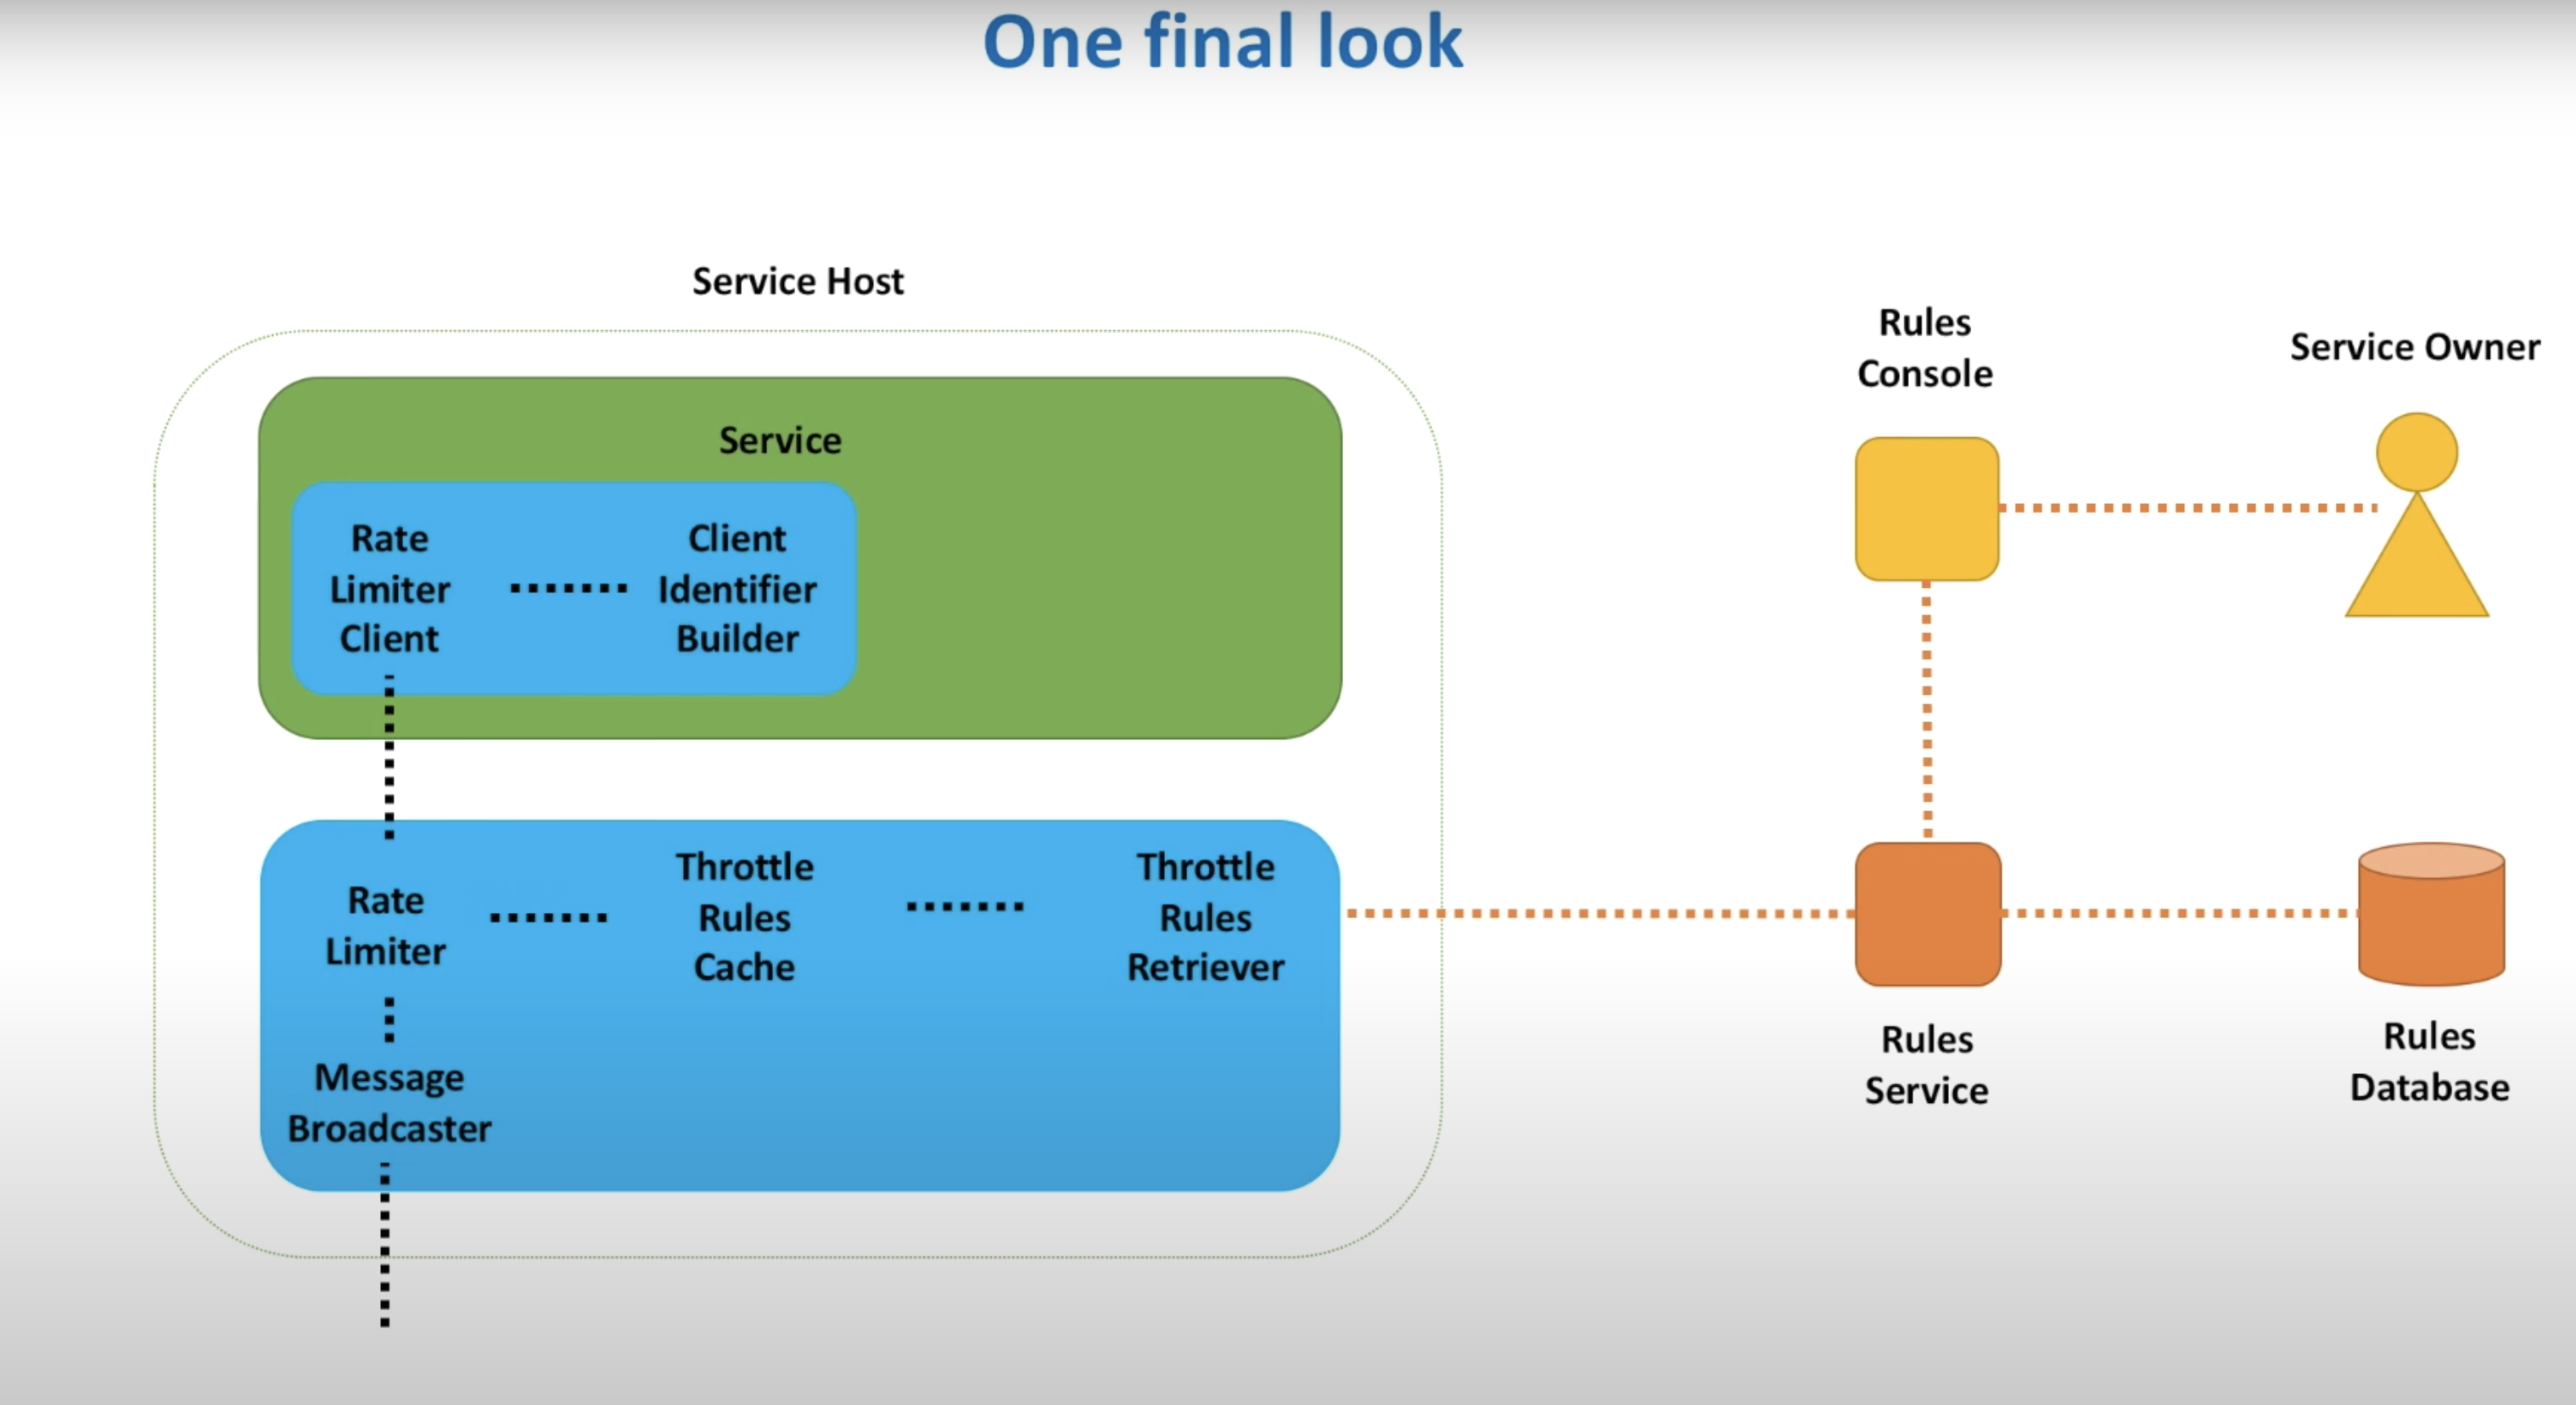 One final look
Service Host
Service
Rate
Limiter
Client
Client
Identifier
Builder
Rate
Limiter
Throttle
Rules
Cache
Throttle
Rules
Retriever
Message
Broadcaster
Rules
Console
Service Owner
Rules
Service
Rules
Database